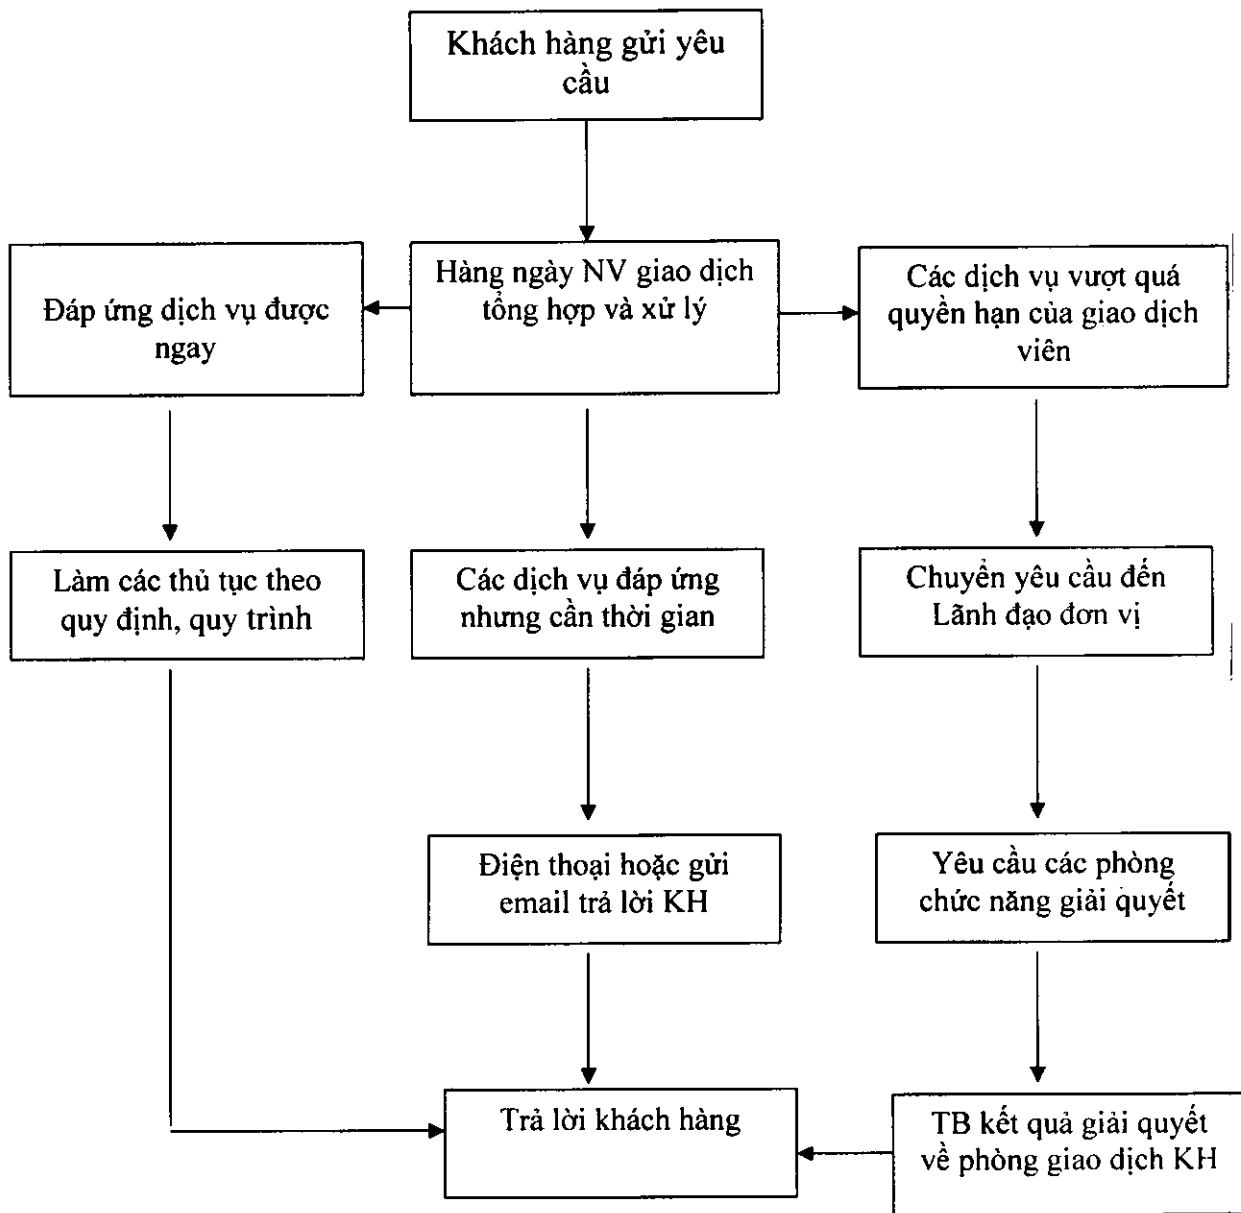 Khách hàng gửi yêu
cầu
Đáp ứng dịch vụ được
ngay
Hàng ngày NV giao dịch
tổng hợp và xử lý
Các dịch vụ vượt quá
quyền hạn của giao dịch
viên
Làm các thủ tục theo
quy định, quy trình
Các dịch vụ đáp ứng
nhưng cần thời gian
Chuyển yêu cầu đến
Lãnh đạo đơn vị
Điện thoại hoặc gửi
email trả lời KH
Yêu cầu các phòng
chức năng giải quyết
Trả lời khách hàng
TB kết quả giải quyết
về phòng giao dịch KH